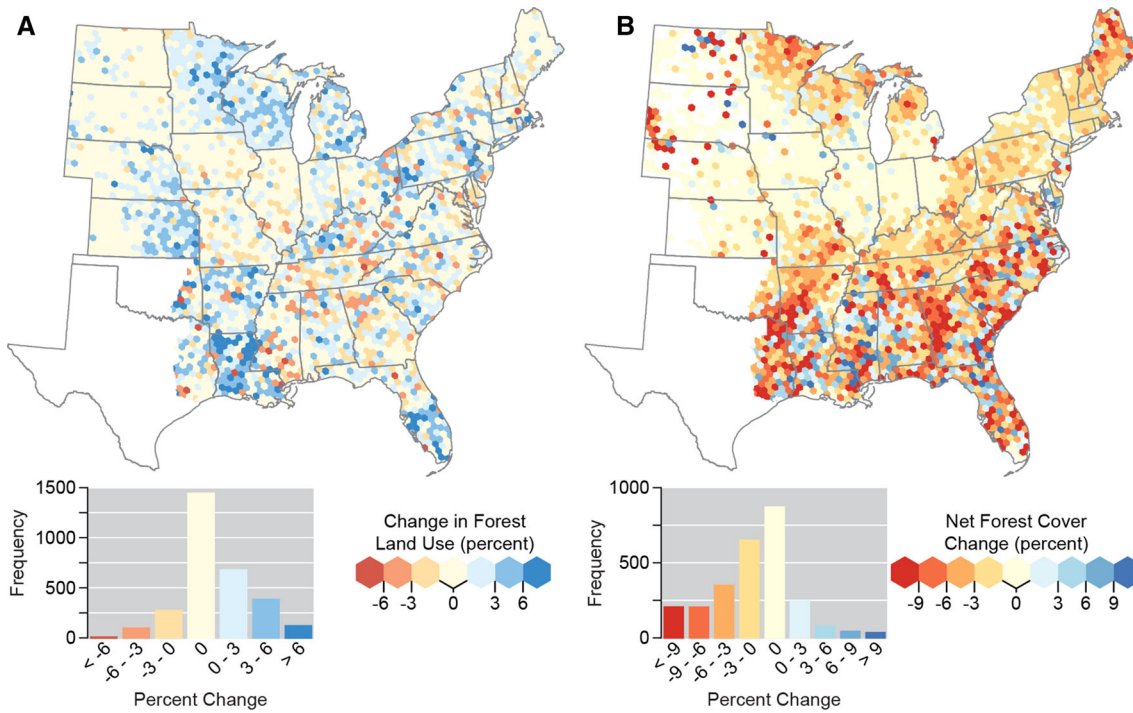 A
B
1500
1000
500
0
Frequency
< -6
-6 - -3
-3 - 0
0
0 - 3
3 - 6
> 6
Percent Change
Change in Forest
Land Use (percent)
-6
-3
0
3
6
1000
500
0
Frequency
< -9
-9 - -6
-6 - -3
-3 - 0
0
0 - 3
3 - 6
6 - 9
> 9
Percent Change
Net Forest Cover
Change (percent)
-9
-6
-3
0
3
6
9